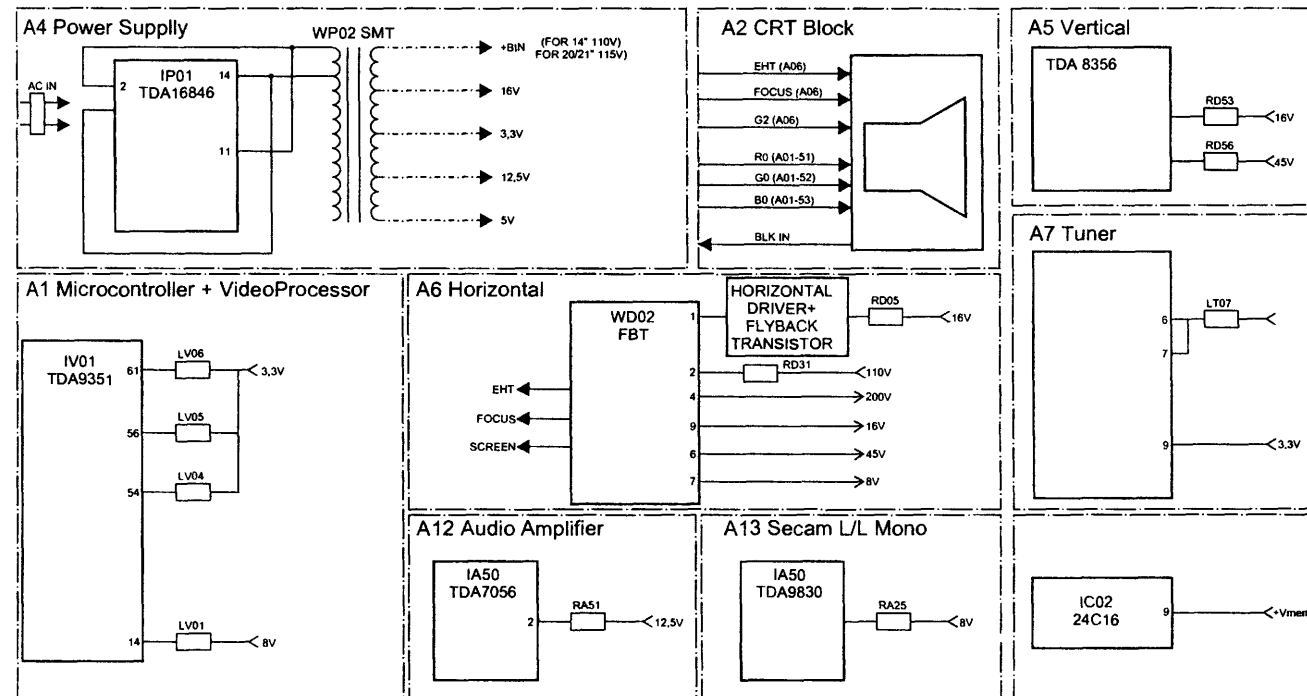 A4 Power Supplly
WP02 SMT
AC IN
2
IP01
TDA16846
14
11
+BIN
(FOR 14" 110V)
FOR 20/21" 115V)
16V
3,3V
12,5V
5V
A2 CRT Block
EHT (A06)
FOCUS (A06)
G2 (A06)
R0 (A01-51)
G0 (A01-52)
B0 (A01-53)
BLK IN
A5 Vertical
TDA 8356
RD53
16V
RD56
45V
A7 Tuner
6
LT07
7
9
3,3V
A1 Microcontroller + VideoProcessor
IV01
TDA9351
61
LV06
3,3V
56
LV05
54
LV04
14
LV01
8V
A6 Horizontal
WD02
FBT
1
HORIZONTAL
DRIVER+
FLYBACK
TRANSISTOR
RD05
16V
2
RD31
110V
4
200V
9
16V
6
45V
7
8V
EHT
FOCUS
SCREEN
A12 Audio Amplifier
IA50
TDA7056
2
RA51
12,5V
A13 Secam L/L Mono
IA50
TDA9830
RA25
8V
IC02
24C16
9
+Vmem